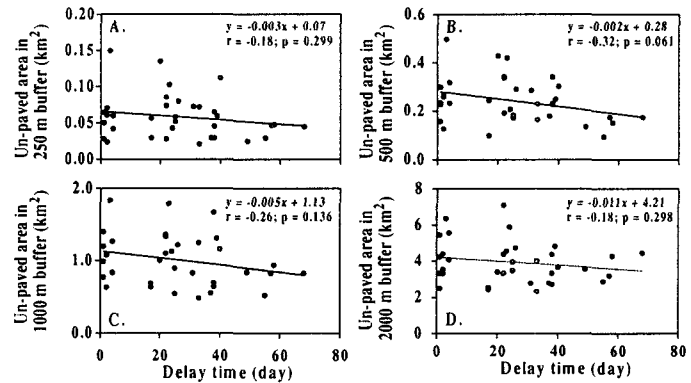 A.
y = -0.003x + 0.07
r = -0.18; p = 0.299
Un-paved area in
250 m buffer (km²)
0.20
0.15
0.10
0.05
0.00
B.
y = -0.002x + 0.28
r = -0.32; p = 0.061
Un-paved area in
500 m buffer (km²)
0.6
0.4
0.2
0.0
C.
y = -0.005x + 1.13
r = -0.26; p = 0.136
Un-paved area in
1000 m buffer (km²)
2.0
1.0
0.0
0 20 40 60 80
Delay time (day)
D.
y = -0.011x + 4.21
r = -0.18; p = 0.298
Un-paved area in
2000 m buffer (km²)
8
6
4
2
0
0 20 40 60 80
Delay time (day)